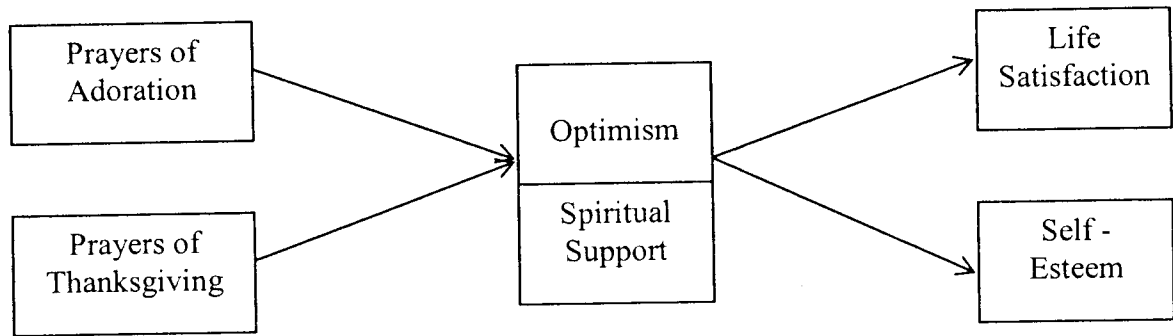 Prayers of
Adoration
Prayers of
Thanksgiving
Optimism
Spiritual
Support
Life
Satisfaction
Self -
Esteem